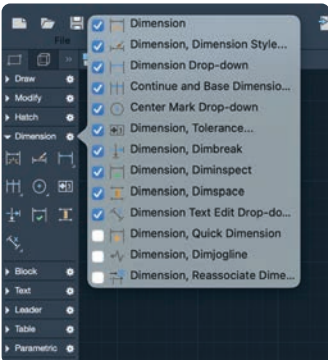 File
Dimension
Dimension, Dimension Style...
Dimension Drop-down
Continue and Base Dimensio...
Center Mark Drop-down
Dimension, Tolerance...
Dimension, Dimbreak
Dimension, Diminspect
Dimension, Dimspace
Dimension Text Edit Drop-do...
Dimension, Quick Dimension
Dimension, Dimjogline
Dimension, Reassociate Dime...
Draw
Modify
Hatch
Dimension
Block
Text
Leader
Table
Parametric